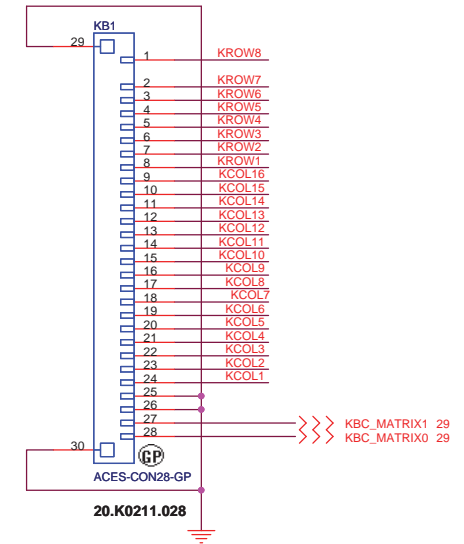 KB1
29
1 KROW8
2 KROW7
3 KROW6
4 KROW5
5 KROW4
6 KROW3
7 KROW2
8 KROW1
9 KCOL16
10 KCOL15
11 KCOL14
12 KCOL13
13 KCOL12
14 KCOL11
15 KCOL10
16 KCOL9
17 KCOL8
18 KCOL7
19 KCOL6
20 KCOL5
21 KCOL4
22 KCOL3
23 KCOL2
24 KCOL1
25
26
27 KBC_MATRIX1 29
28 KBC_MATRIX0 29
30
GP
ACES-CON28-GP
20.K0211.028